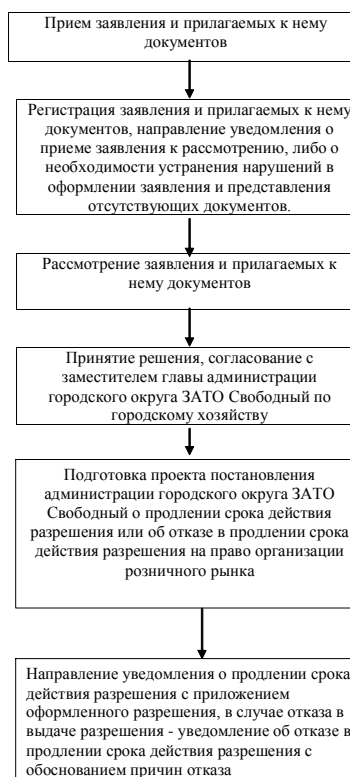 Прием заявления и прилагаемых к нему
документов
Регистрация заявления и прилагаемых к нему
документов, направление уведомления о
приеме заявления к рассмотрению, либо о
необходимости устранения нарушений в
оформлении заявления и представления
отсутствующих документов.
Рассмотрение заявления и прилагаемых к
нему документов
Принятие решения, согласование с
заместителем главы администрации
городского округа ЗАТО Свободный по
городскому хозяйству
Подготовка проекта постановления
администрации городского округа ЗАТО
Свободный о продлении срока действия
разрешения или об отказе в продлении срока
действия разрешения на право организации
розничного рынка
Направление уведомления о продлении срока
действия разрешения с приложением
оформленного разрешения, в случае отказа в
выдаче разрешения - уведомление об отказе в
продлении срока действия разрешения с
обоснованием причин отказа